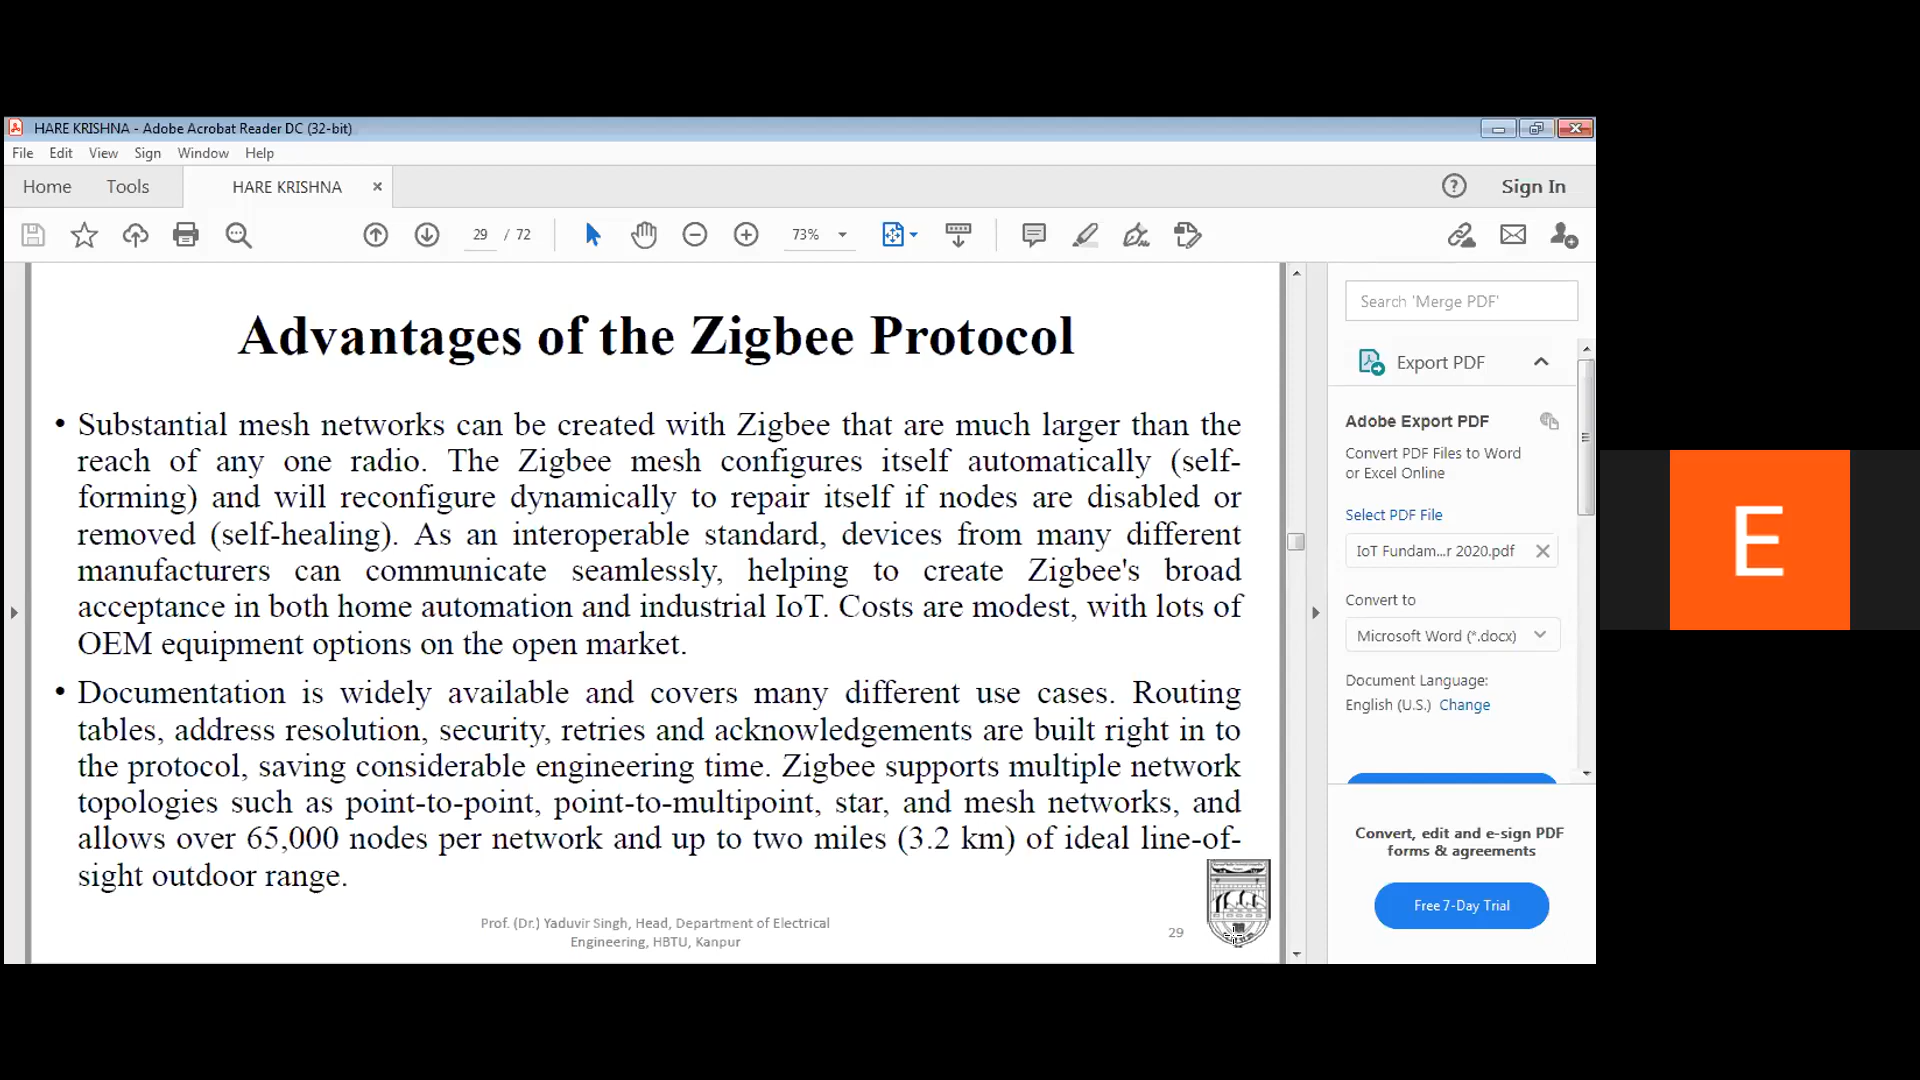 HARE KRISHNA - Adobe Acrobat Reader DC (32-bit)
File Edit View Sign Window Help
Home Tools HARE KRISHNA
Sign In
29 / 72
73%
Advantages of the Zigbee Protocol
• Substantial mesh networks can be created with Zigbee that are much larger than the
reach of any one radio. The Zigbee mesh configures itself automatically (self-
forming) and will reconfigure dynamically to repair itself if nodes are disabled or
removed (self-healing). As an interoperable standard, devices from many different
manufacturers can communicate seamlessly, helping to create Zigbee's broad
acceptance in both home automation and industrial IoT. Costs are modest, with lots of
OEM equipment options on the open market.
• Documentation is widely available and covers many different use cases. Routing
tables, address resolution, security, retries and acknowledgements are built right in to
the protocol, saving considerable engineering time. Zigbee supports multiple network
topologies such as point-to-point, point-to-multipoint, star, and mesh networks, and
allows over 65,000 nodes per network and up to two miles (3.2 km) of ideal line-of-
sight outdoor range.
Prof. (Dr.) Yaduvir Singh, Head, Department of Electrical
Engineering, HBTU, Kanpur
29
Search 'Merge PDF'
Export PDF
Adobe Export PDF
Convert PDF Files to Word
or Excel Online
Select PDF File
IoT Fundam...r 2020.pdf
Convert to
Microsoft Word (*.docx)
Document Language:
English (U.S.) Change
Convert, edit and e-sign PDF
forms & agreements
Free 7-Day Trial
E